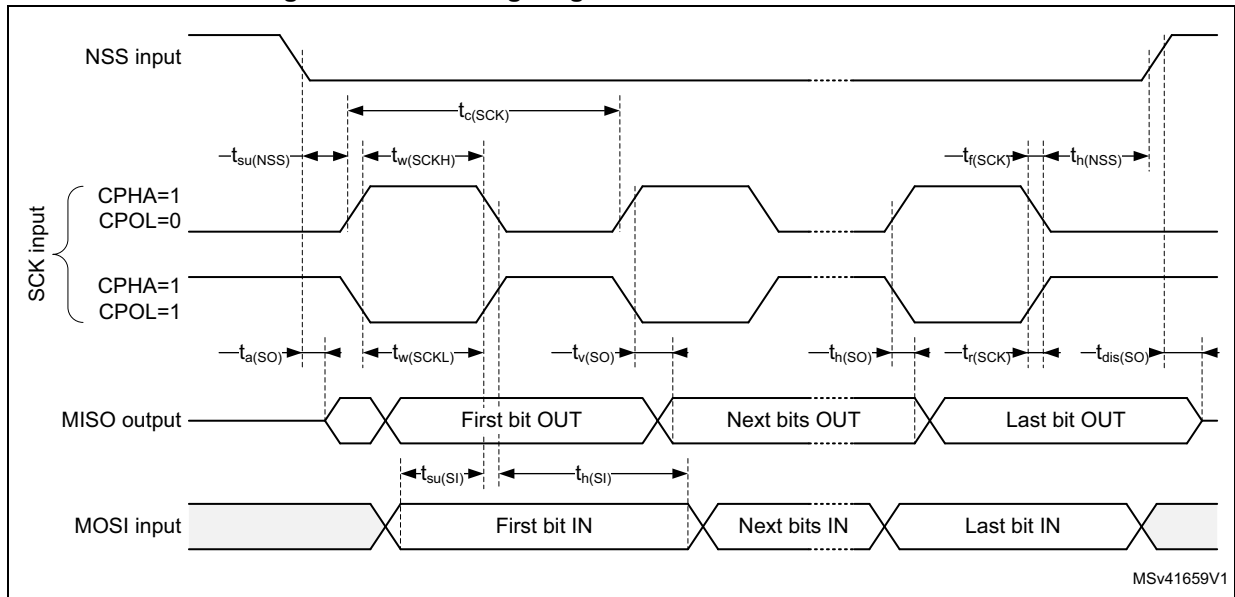 NSS input
tc(SCK)
tsu(NSS)
tw(SCKH)
tf(SCK)
th(NSS)
SCK input
CPHA=1
CPOL=0
CPHA=1
CPOL=1
ta(SO)
tw(SCKL)
tv(SO)
th(SO)
tr(SCK)
tdis(SO)
MISO output
First bit OUT
Next bits OUT
Last bit OUT
tsu(SI)
th(SI)
MOSI input
First bit IN
Next bits IN
Last bit IN
MSv41659V1